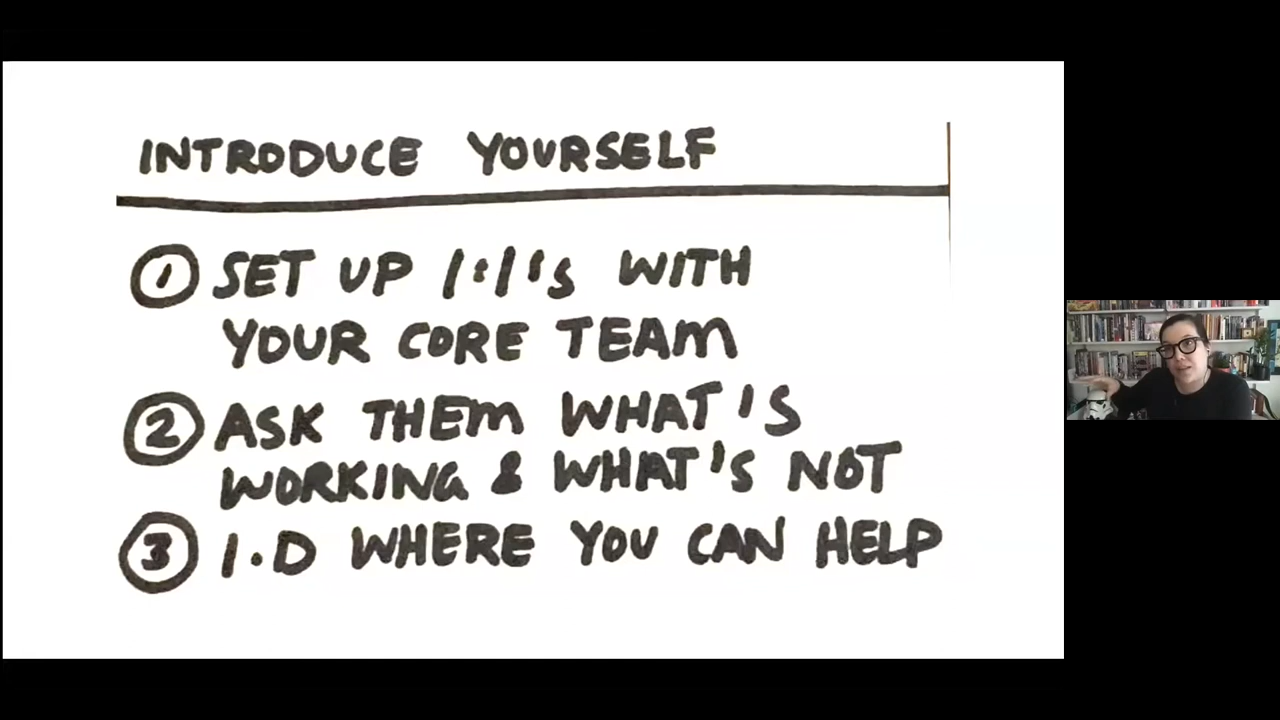 INTRODUCE YOURSELF
1 SET UP 1:1's WITH
YOUR CORE TEAM
2 ASK THEM WHAT'S
WORKING & WHAT'S NOT
3 I.D WHERE YOU CAN HELP